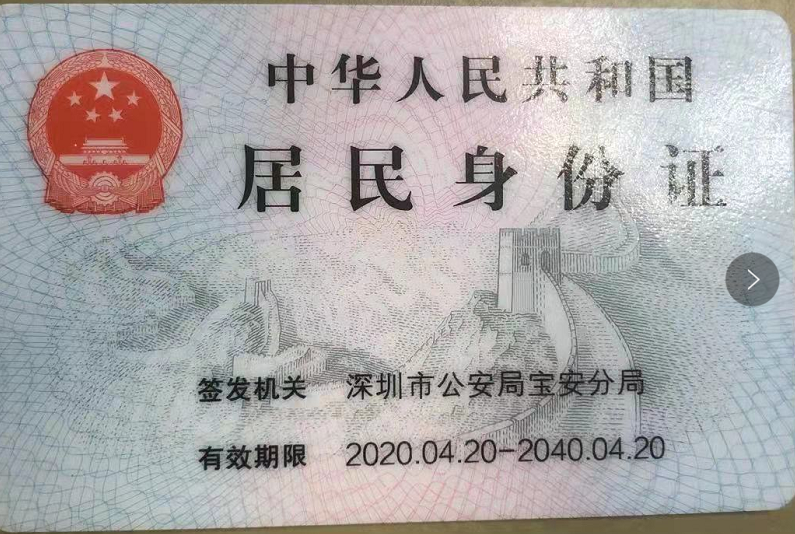 中华人民共和国
居民身份证
签发机关 深圳市公安局宝安分局
有效期限 2020.04.20-2040.04.20